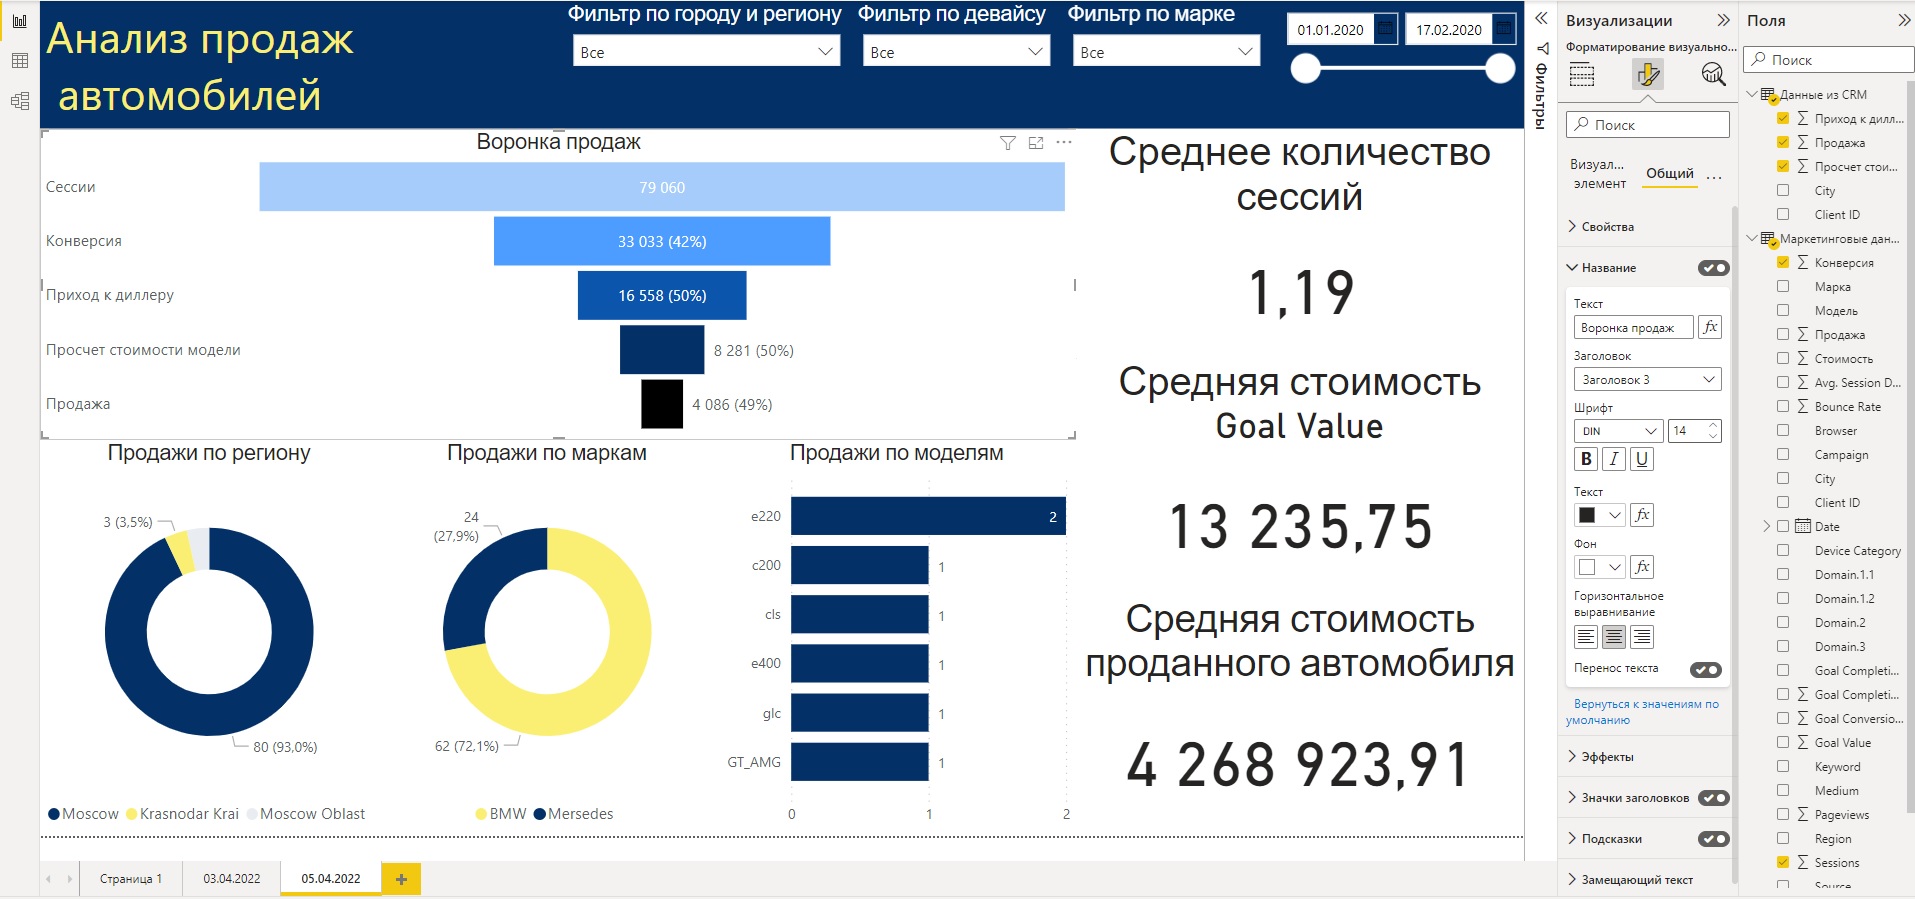 Анализ продаж
автомобилей
Фильтр по городу и региону
Все
Фильтр по девайсу
Все
Фильтр по марке
Все
01.01.2020
17.02.2020
Воронка продаж
Сессии
79 060
Конверсия
33 033 (42%)
Приход к диллеру
16 558 (50%)
Просчет стоимости модели
8 281 (50%)
Продажа
4 086 (49%)
Продажи по региону
3 (3,5%)
80 (93,0%)
Moscow
Krasnodar Krai
Moscow Oblast
Продажи по маркам
24
(27,9%)
62 (72,1%)
BMW
Mersedes
Продажи по моделям
e220
2
c200
1
cls
1
e400
1
glc
1
GT_AMG
1
0
1
2
Среднее количество
сессий
1,19
Средняя стоимость
Goal Value
13 235,75
Средняя стоимость
проданного автомобиля
4 268 923,91
Страница 1
03.04.2022
05.04.2022
+
Фильтры
Визуализации
Форматирование визуально...
Поиск
Визуал...
элемент
Общий
...
Свойства
Название
Текст
Воронка продаж
fx
Заголовок
Заголовок 3
Шрифт
DIN
14
B
I
U
Текст
fx
Фон
fx
Горизонтальное
выравнивание
Перенос текста
Вернуться к значениям по
умолчанию
Эффекты
Значки заголовков
Подсказки
Замещающий текст
Поля
Поиск
Данные из CRM
Приход к дилл...
Продажа
Просчет стои...
City
Client ID
Маркетинговые дан...
Конверсия
Марка
Модель
Продажа
Стоимость
Avg. Session D...
Bounce Rate
Browser
Campaign
City
Client ID
Date
Device Category
Domain.1.1
Domain.1.2
Domain.2
Domain.3
Goal Completi...
Goal Completi...
Goal Conversio...
Goal Value
Keyword
Medium
Pageviews
Region
Sessions
Source